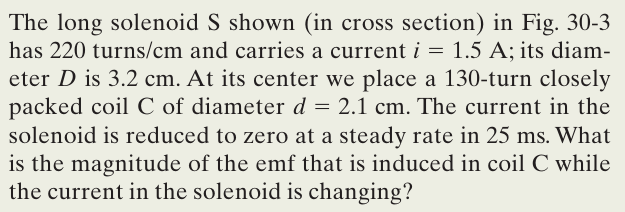 The long solenoid S shown (in cross section) in Fig. 30-3
has 220 turns/cm and carries a current i = 1.5 A; its diam-
eter D is 3.2 cm. At its center we place a 130-turn closely
packed coil C of diameter d = 2.1 cm. The current in the
solenoid is reduced to zero at a steady rate in 25 ms. What
is the magnitude of the emf that is induced in coil C while
the current in the solenoid is changing?